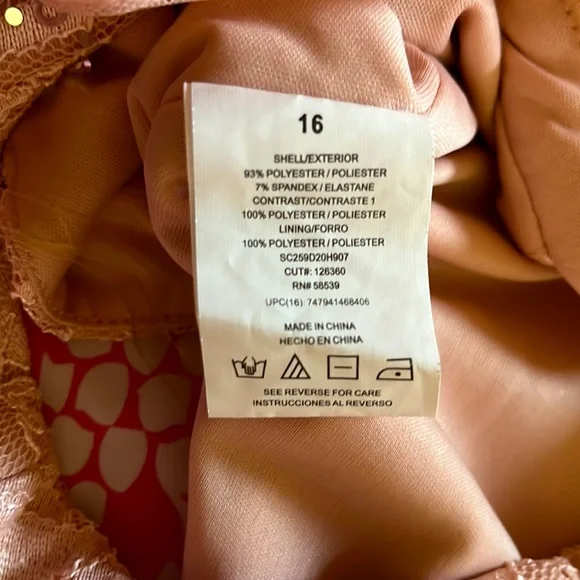 16
SHELL/EXTERIOR
93% POLYESTER / POLIESTER
7% SPANDEX / ELASTANE
CONTRAST/CONTRASTE 1
100% POLYESTER / POLIESTER
LINING/FORRO
100% POLYESTER / POLIESTER
SC259D20H907
CUT#: 126360
RN# 58539
UPC(16): 747941468406
MADE IN CHINA
HECHO EN CHINA
SEE REVERSE FOR CARE
INSTRUCCIONES AL REVERSO